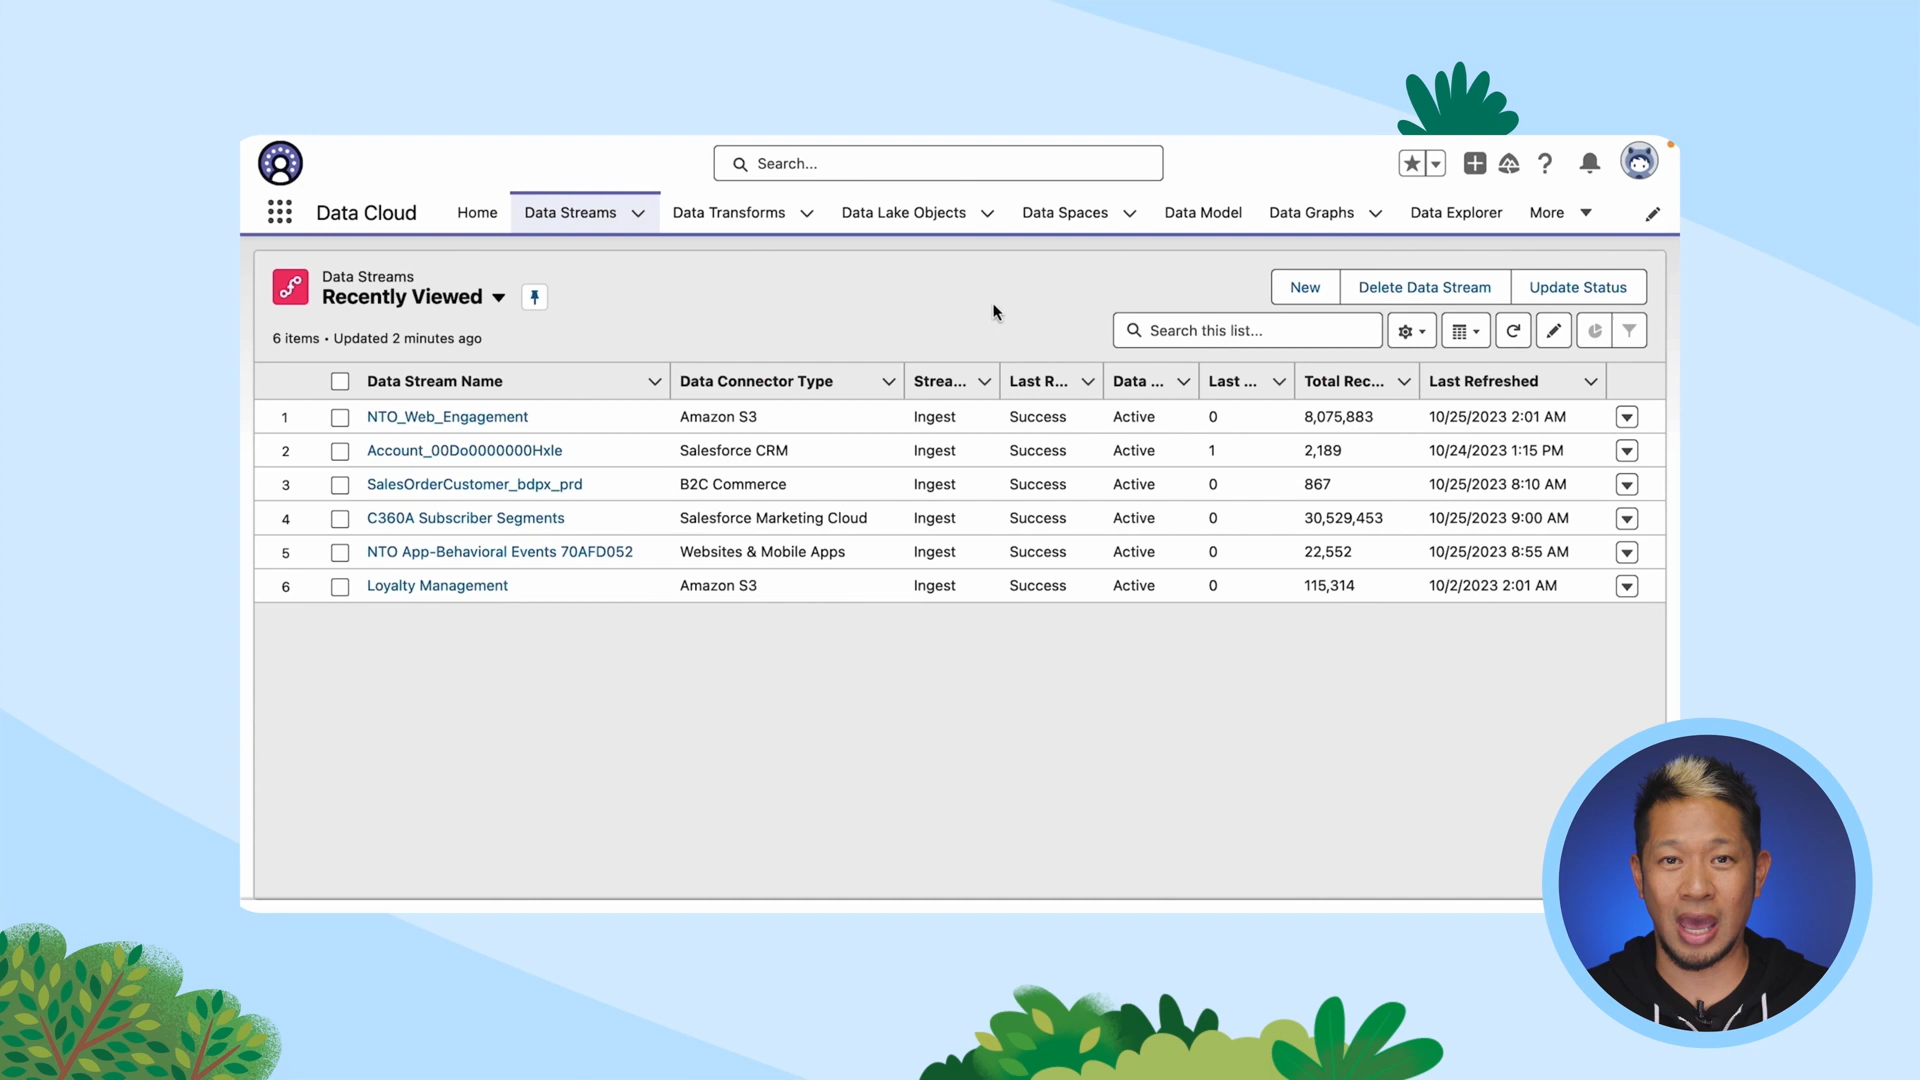 Search...
Data Cloud Home Data Streams Data Transforms Data Lake Objects Data Spaces Data Model Data Graphs Data Explorer More
Data Streams
Recently Viewed
New Delete Data Stream Update Status
6 items • Updated 2 minutes ago
Search this list...
Data Stream Name Data Connector Type Strea... Last R... Data ... Last ... Total Rec... Last Refreshed
1 NTO_Web_Engagement Amazon S3 Ingest Success Active 0 8,075,883 10/25/2023 2:01 AM
2 Account_00Do0000000Hxle Salesforce CRM Ingest Success Active 1 2,189 10/24/2023 1:15 PM
3 SalesOrderCustomer_bdpx_prd B2C Commerce Ingest Success Active 0 867 10/25/2023 8:10 AM
4 C360A Subscriber Segments Salesforce Marketing Cloud Ingest Success Active 0 30,529,453 10/25/2023 9:00 AM
5 NTO App-Behavioral Events 70AFD052 Websites & Mobile Apps Ingest Success Active 0 22,552 10/25/2023 8:55 AM
6 Loyalty Management Amazon S3 Ingest Success Active 0 115,314 10/2/2023 2:01 AM